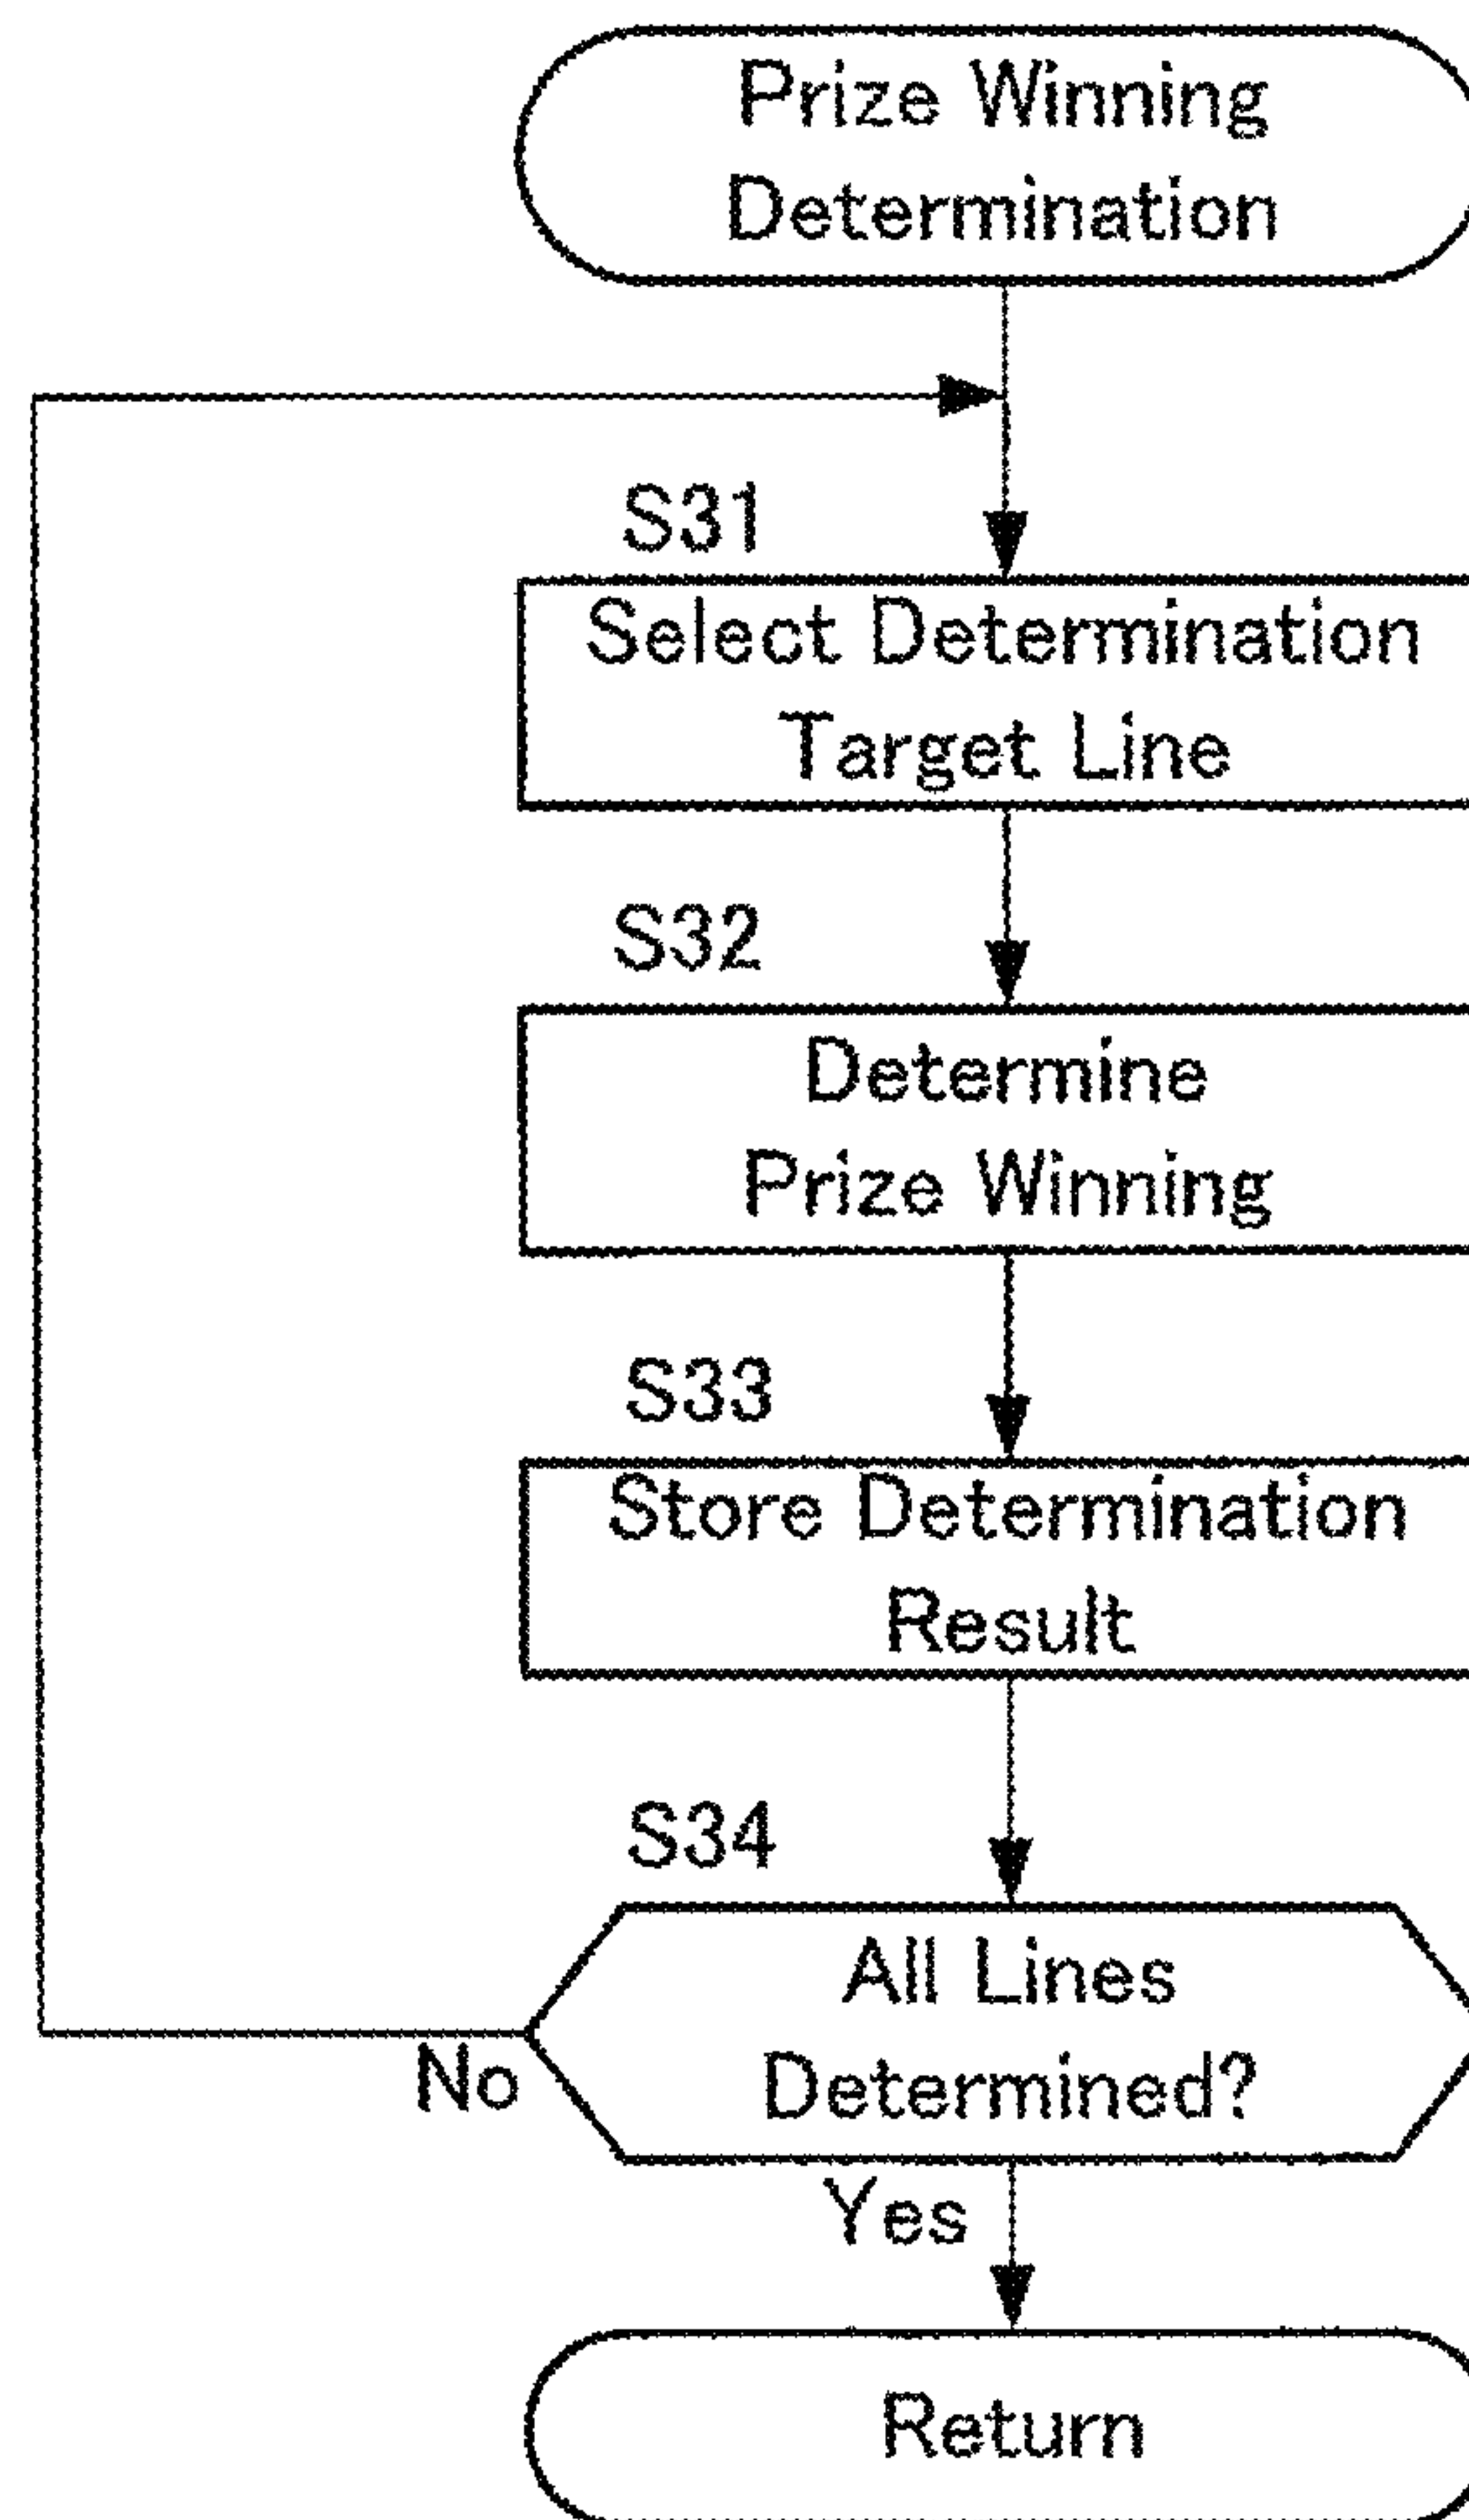 Prize Winning
Determination
S31
Select Determination
Target Line
S32
Determine
Prize Winning
S33
Store Determination
Result
S34
All Lines
Determined?
No
Yes
Return